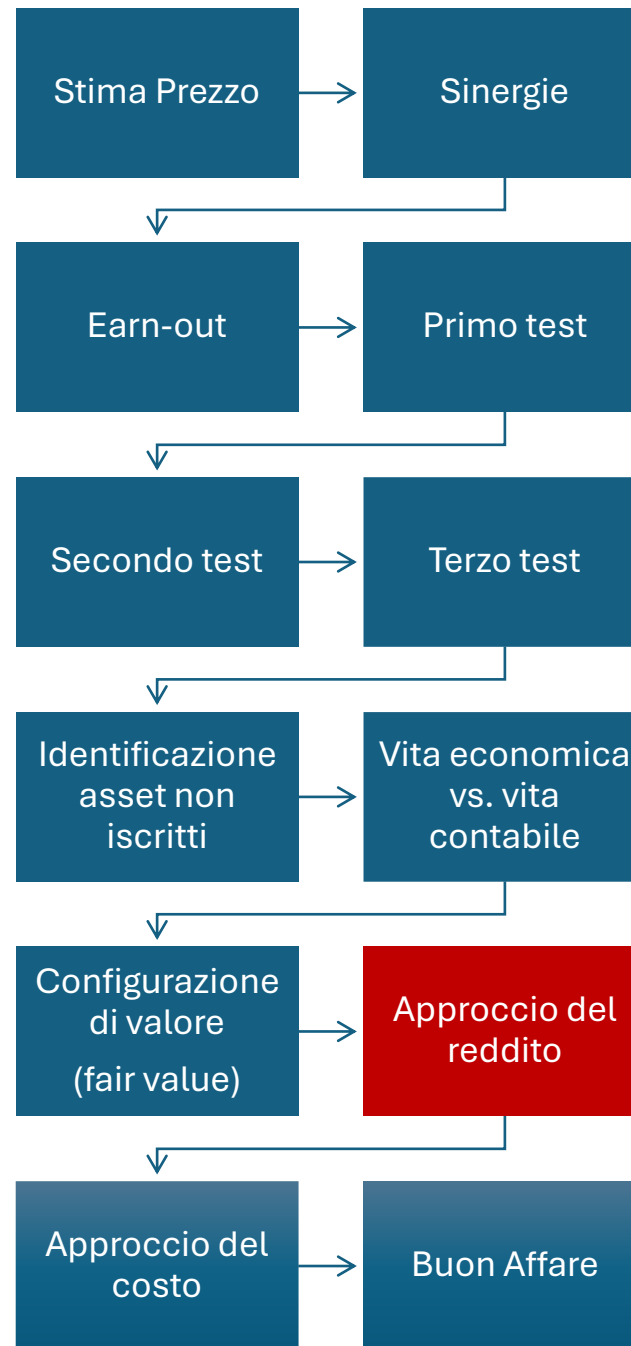 Stima Prezzo
Sinergie
Earn-out
Primo test
Secondo test
Terzo test
Identificazione
asset non
iscritti
Vita economica
vs. vita
contabile
Configurazione
di valore
(fair value)
Approccio del
reddito
Approccio del
costo
Buon Affare